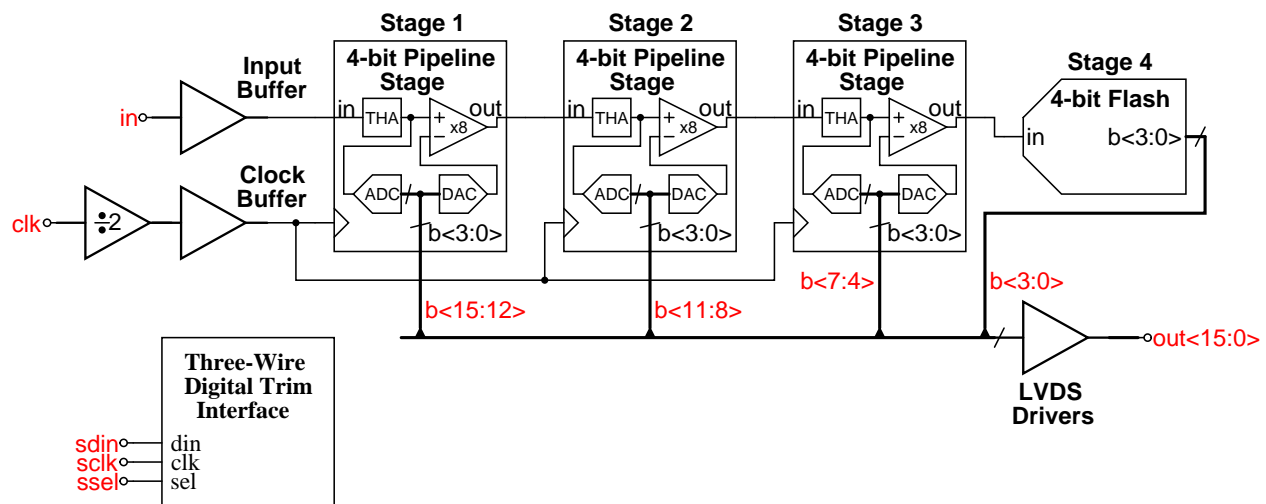 Stage 1
Stage 2
Stage 3
Stage 4
4-bit Pipeline
Stage
4-bit Pipeline
Stage
4-bit Pipeline
Stage
4-bit Flash
Input
Buffer
in
in
THA
+
−
x8
out
in
THA
+
−
x8
out
in
THA
+
−
x8
out
in
b<3:0>
Clock
Buffer
clk
÷2
ADC
DAC
b<3:0>
ADC
DAC
b<3:0>
ADC
DAC
b<3:0>
b<15:12>
b<11:8>
b<7:4>
b<3:0>
out<15:0>
LVDS
Drivers
Three-Wire
Digital Trim
Interface
sdin
din
sclk
clk
ssel
sel